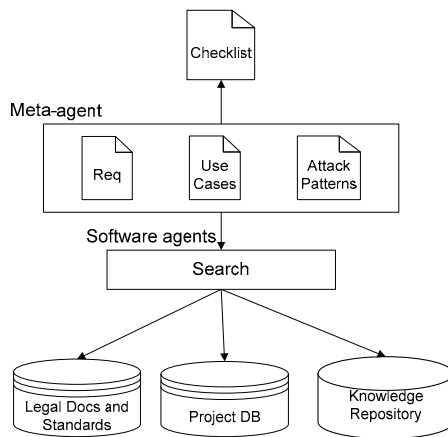 Checklist
Meta-agent
Req
Use
Cases
Attack
Patterns
Software agents
Search
Legal Docs and
Standards
Project DB
Knowledge
Repository